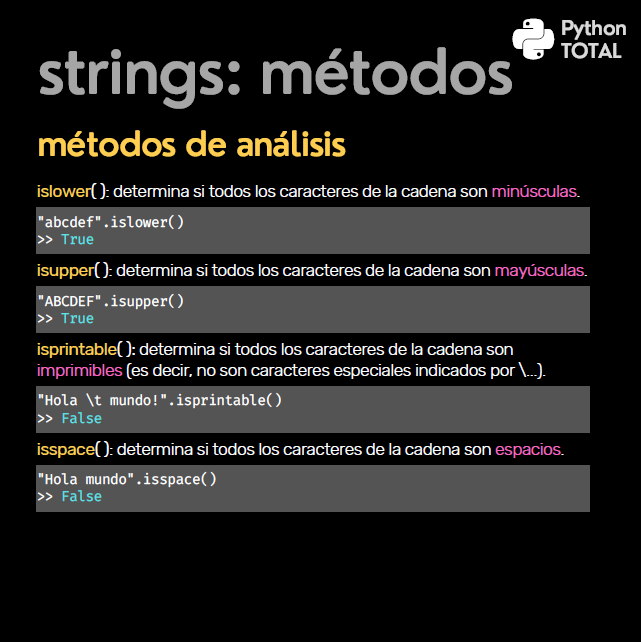 Python
TOTAL
strings: métodos
métodos de análisis
islower( ): determina si todos los caracteres de la cadena son minúsculas.
"abcdef".islower()
>> True
isupper( ): determina si todos los caracteres de la cadena son mayúsculas.
"ABCDEF".isupper()
>> True
isprintable( ): determina si todos los caracteres de la cadena son
imprimibles (es decir, no son caracteres especiales indicados por \...).
"Hola \t mundo!".isprintable()
>> False
isspace( ): determina si todos los caracteres de la cadena son espacios.
"Hola mundo".isspace()
>> False